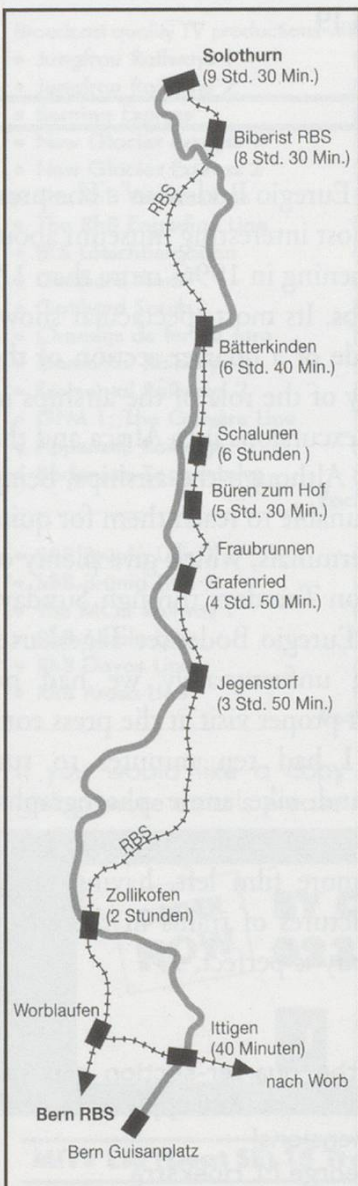 Solothurn
(9 Std. 30 Min.)
Biberist RBS
(8 Std. 30 Min.)
RBS
Bätterkinden
(6 Std. 40 Min.)
Schalunen
(6 Stunden)
Büren zum Hof
(5 Std. 30 Min.)
Fraubrunnen
Grafenried
(4 Std. 50 Min.)
Jegenstorf
(3 Std. 50 Min.)
RBS
Zollikofen
(2 Stunden)
Worblaufen
Ittigen
(40 Minuten)
nach Worb
Bern RBS
Bern Guisanplatz